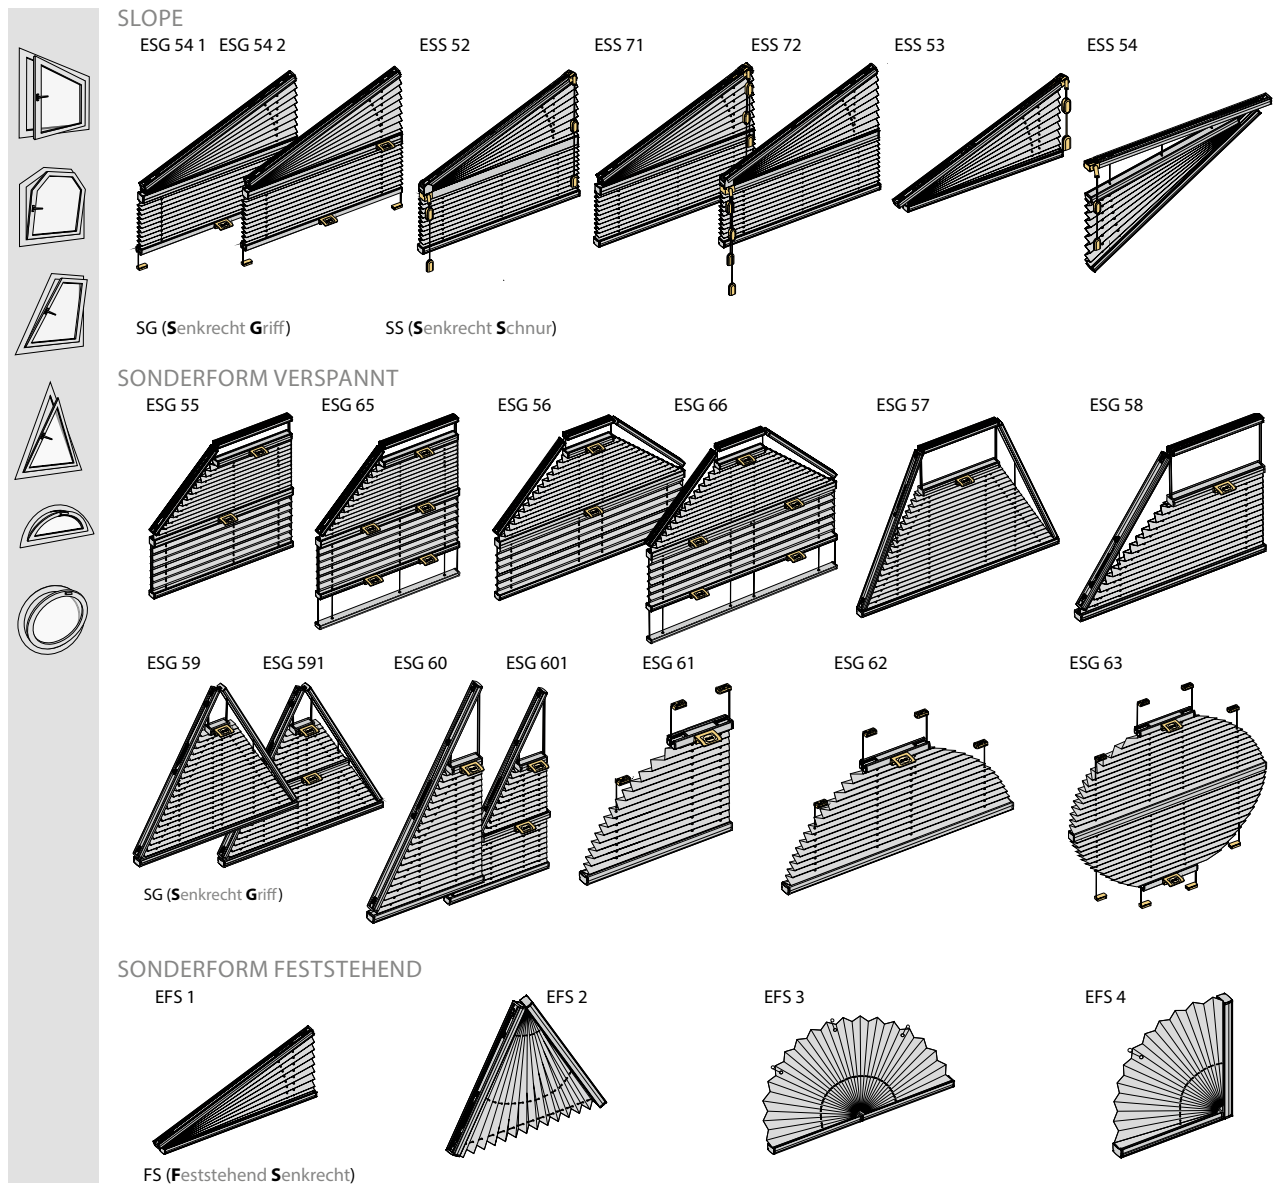 SLOPE
ESG 54 1 ESG 54 2 ESS 52 ESS 71 ESS 72 ESS 53 ESS 54
SG (Senkrecht Griff) SS (Senkrecht Schnur)
SONDERFORM VERSPANNT
ESG 55 ESG 65 ESG 56 ESG 66 ESG 57 ESG 58
ESG 59 ESG 591 ESG 60 ESG 601 ESG 61 ESG 62 ESG 63
SG (Senkrecht Griff)
SONDERFORM FESTSTEHEND
EFS 1 EFS 2 EFS 3 EFS 4
FS (Feststehend Senkrecht)